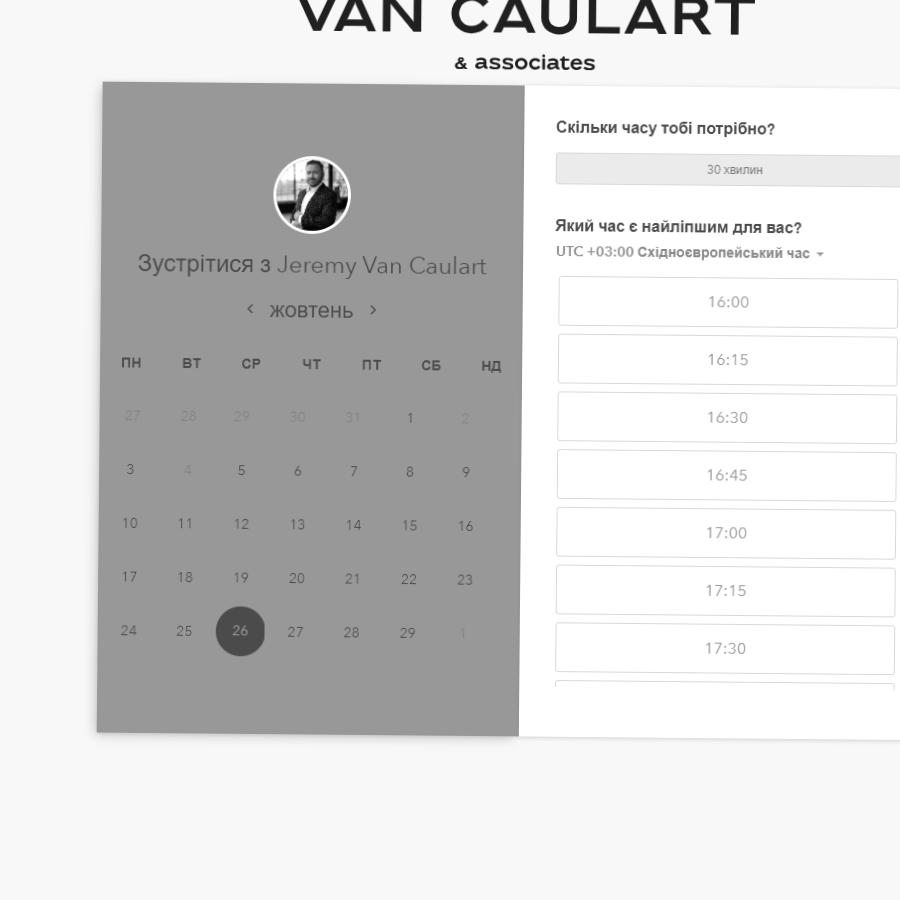 VAN CAULART
& associates
Зустрітися з Jeremy Van Caulart
жовтень
ПН ВТ СР ЧТ ПТ СБ НД
27 28 29 30 31 1 2
3 4 5 6 7 8 9
10 11 12 13 14 15 16
17 18 19 20 21 22 23
24 25 26 27 28 29 1
Скільки часу тобі потрібно?
30 хвилин
Який час є найліпшим для вас?
UTC +03:00 Східноєвропейський час
16:00
16:15
16:30
16:45
17:00
17:15
17:30